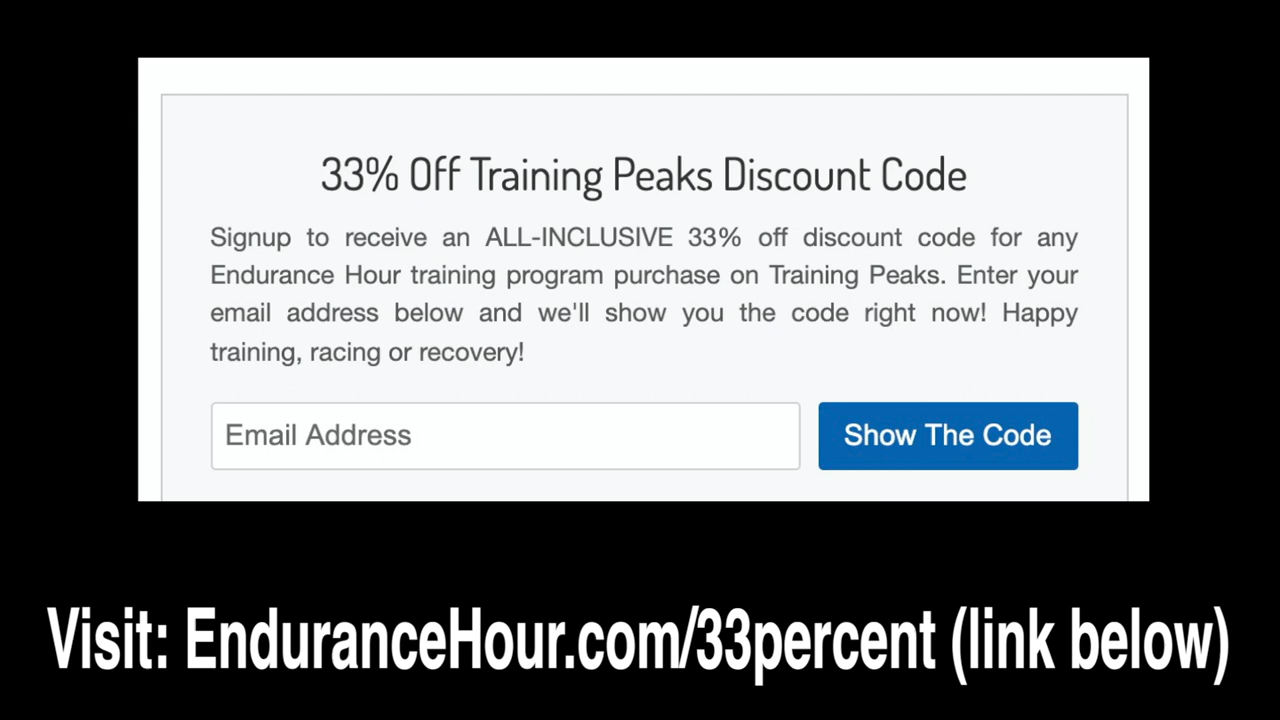 33% Off Training Peaks Discount Code
Signup to receive an ALL-INCLUSIVE 33% off discount code for any
Endurance Hour training program purchase on Training Peaks. Enter your
email address below and we'll show you the code right now! Happy
training, racing or recovery!
Email Address
Show The Code
Visit: EnduranceHour.com/33percent (link below)